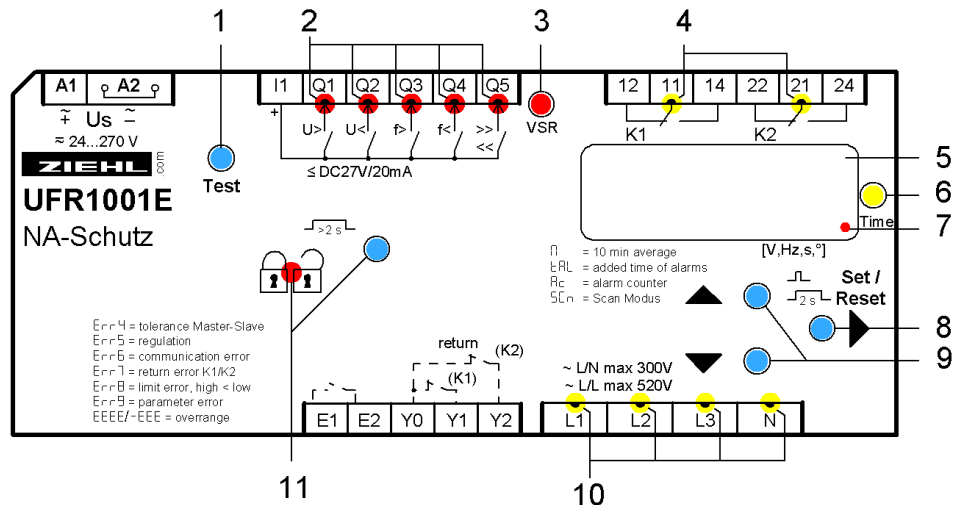 1 2 3 4
A1 A2
I1 Q1 Q2 Q3 Q4 Q5
12 11 14 22 21 24
Us
≈ 24...270 V
+ U> U< f> f< >> <<
≤ DC27V/20mA
VSR
K1 K2
ZIEHL
Test
UFR1001E
NA-Schutz
>2 s
5
6
Time
7
[V,Hz,s,°]
n = 10 min average
tAL = added time of alarms
Ac = alarm counter
SCn = Scan Modus
Set /
2 s Reset
8
9
Err4 = tolerance Master-Slave
Err5 = regulation
Err6 = communication error
Err7 = return error K1/K2
Err8 = limit error, high < low
Err9 = parameter error
EEEE/-EEE = overrange
return
(K2)
(K1)
~ L/N max 300V
~ L/L max 520V
E1 E2 Y0 Y1 Y2
L1 L2 L3 N
11 10